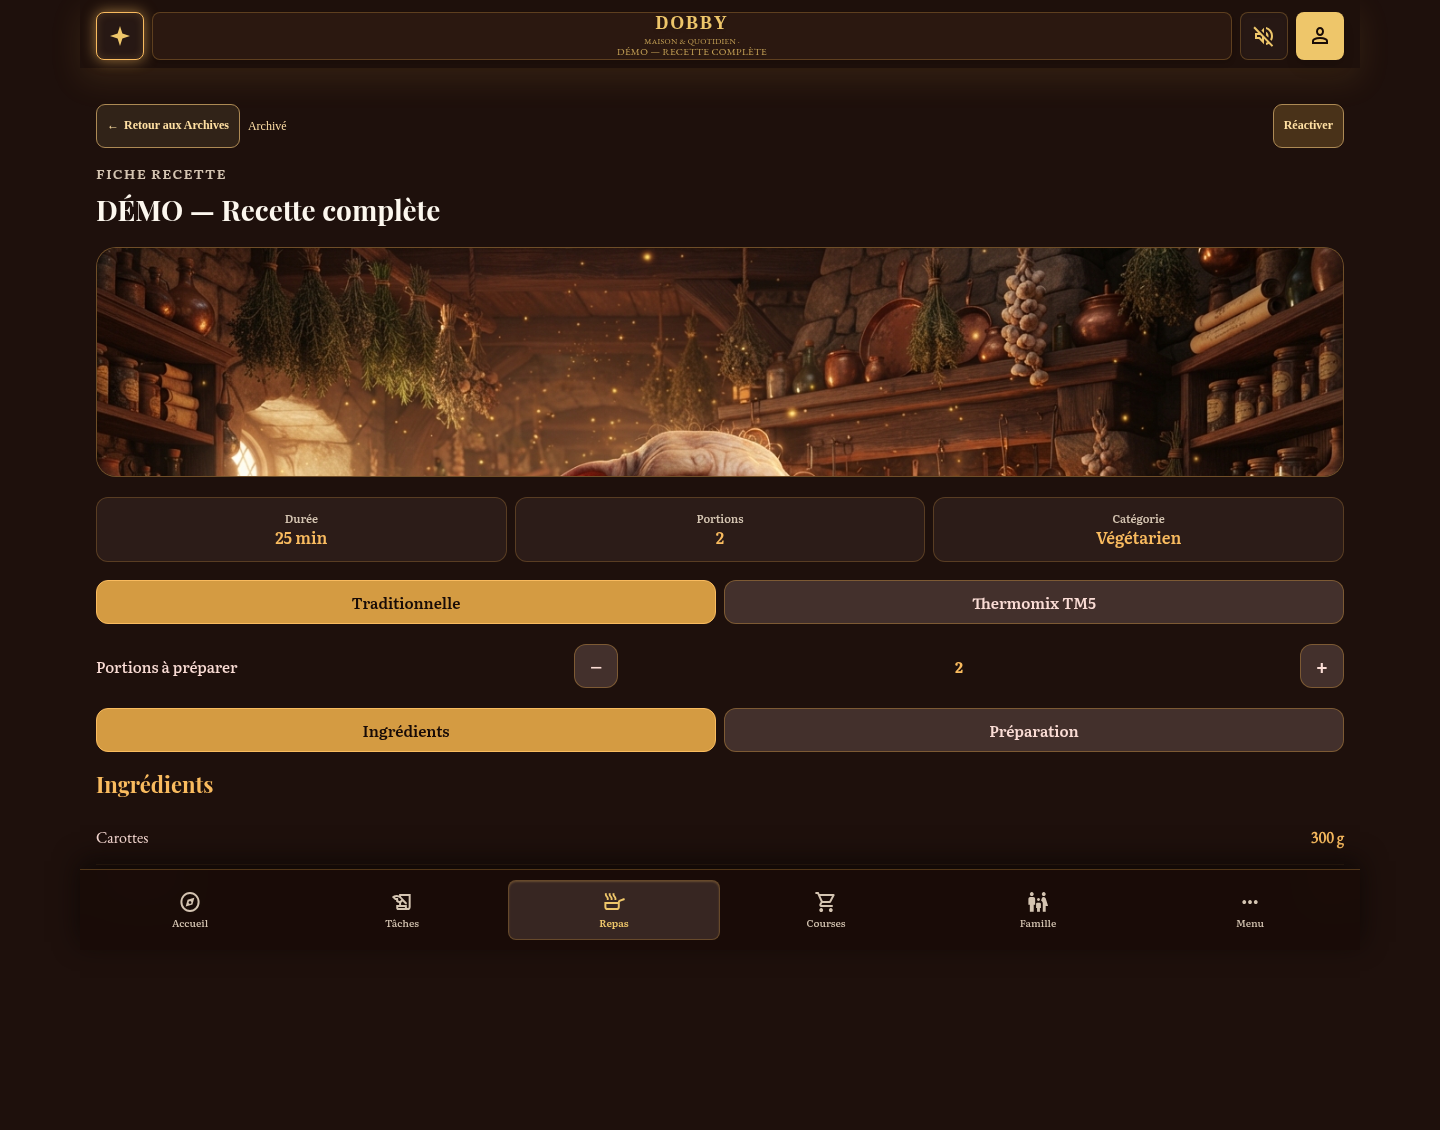 DOBBY
MAISON & QUOTIDIEN ·
DÉMO — RECETTE COMPLÈTE
← Retour aux Archives
Archivé
Réactiver
FICHE RECETTE
DÉMO — Recette complète
Durée
25 min
Portions
2
Catégorie
Végétarien
Traditionnelle
Thermomix TM5
Portions à préparer
−
2
+
Ingrédients
Préparation
Ingrédients
Carottes
300 g
Accueil
Tâches
Repas
Courses
Famille
Menu